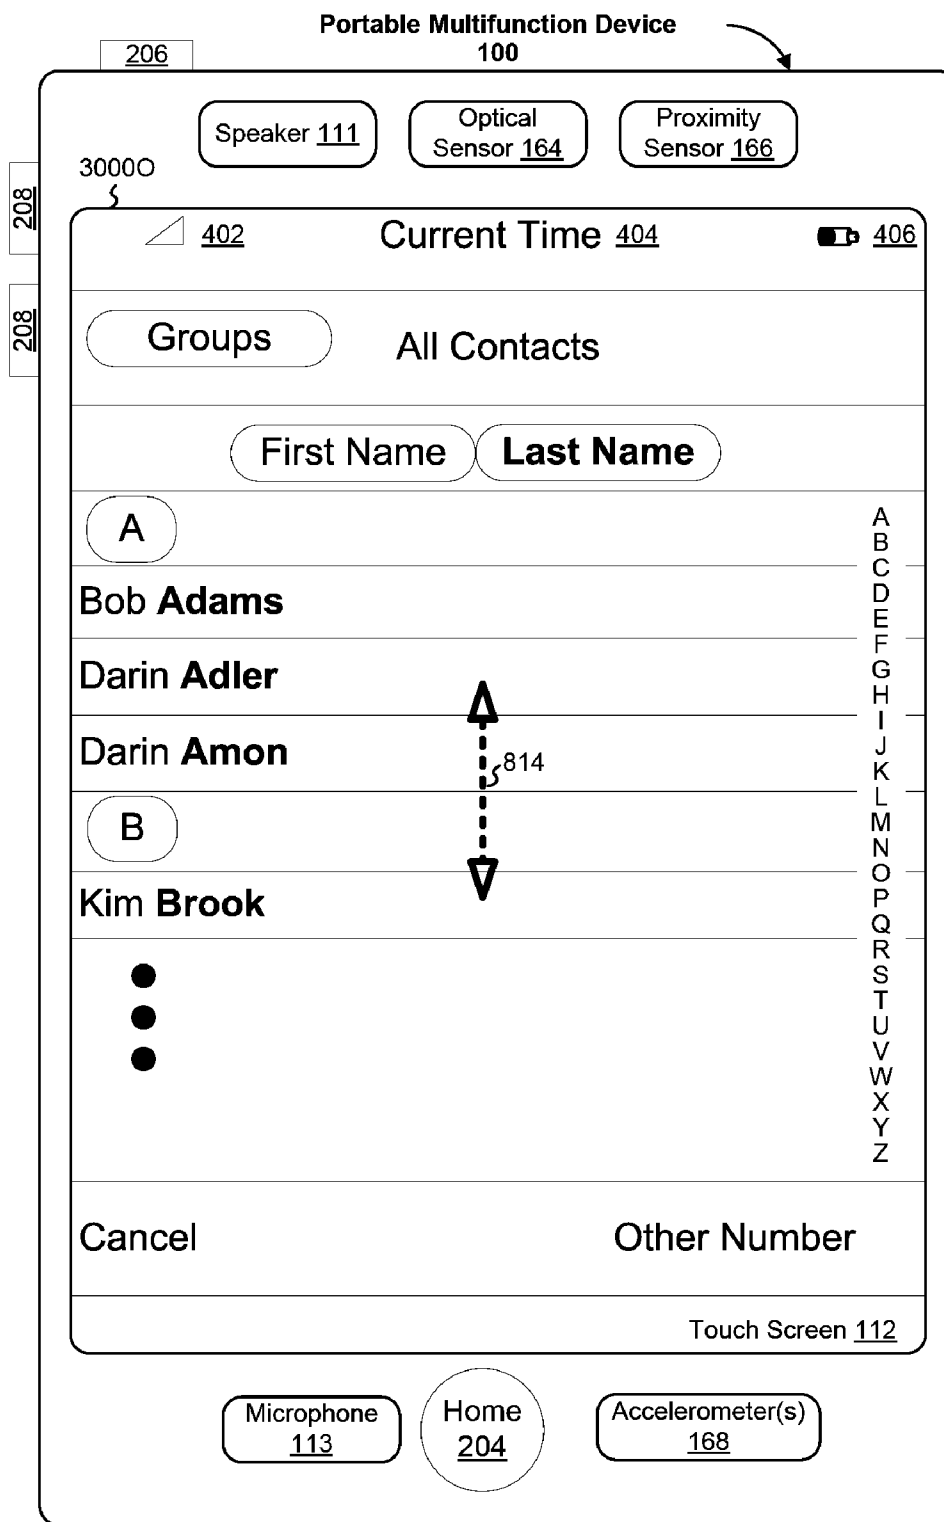 Portable Multifunction Device
100
206
Speaker 111
Optical
Sensor 164
Proximity
Sensor 166
3000O
208
208
402
Current Time 404
406
Groups
All Contacts
First Name
Last Name
A
Bob Adams
Darin Adler
Darin Amon
814
B
Kim Brook
A
B
C
D
E
F
G
H
I
J
K
L
M
N
O
P
Q
R
S
T
U
V
W
X
Y
Z
Cancel
Other Number
Touch Screen 112
Microphone
113
Home
204
Accelerometer(s)
168